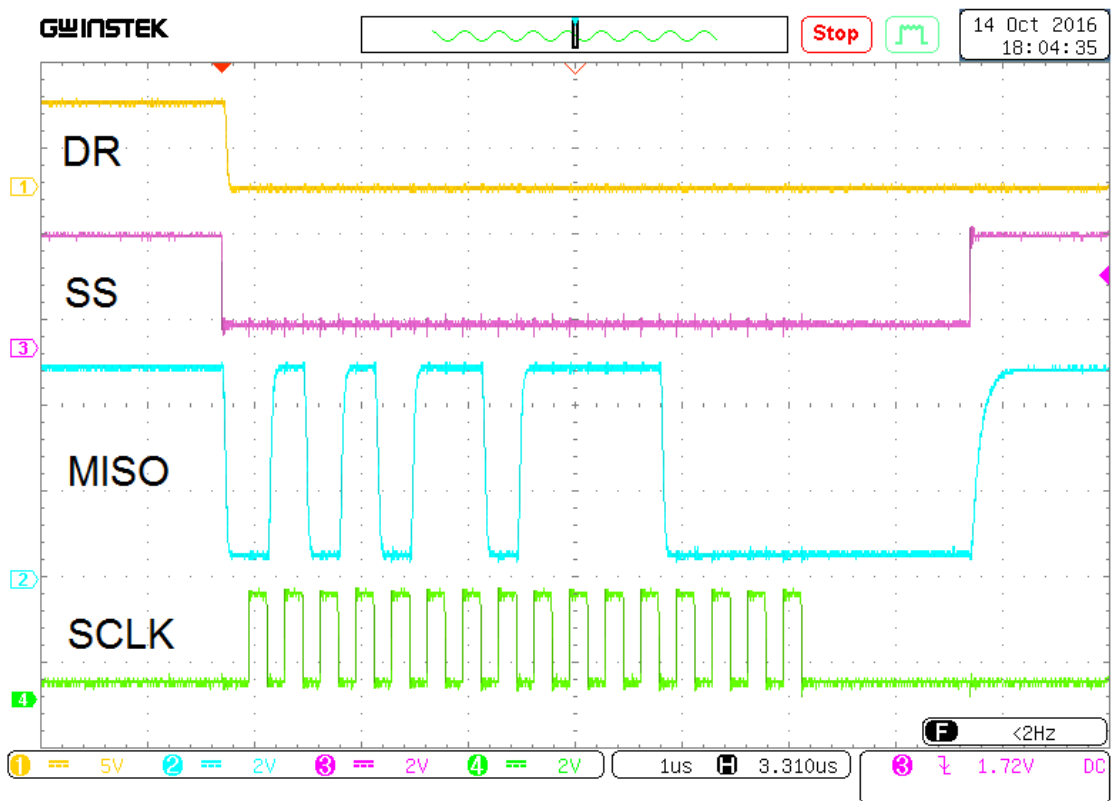 GWINSTEK
Stop
14 Oct 2016
18:04:35
DR
1
SS
3
MISO
2
SCLK
4
F <2Hz
1 5V 2 2V 3 2V 4 2V
1us H 3.310us
3 1.72V DC